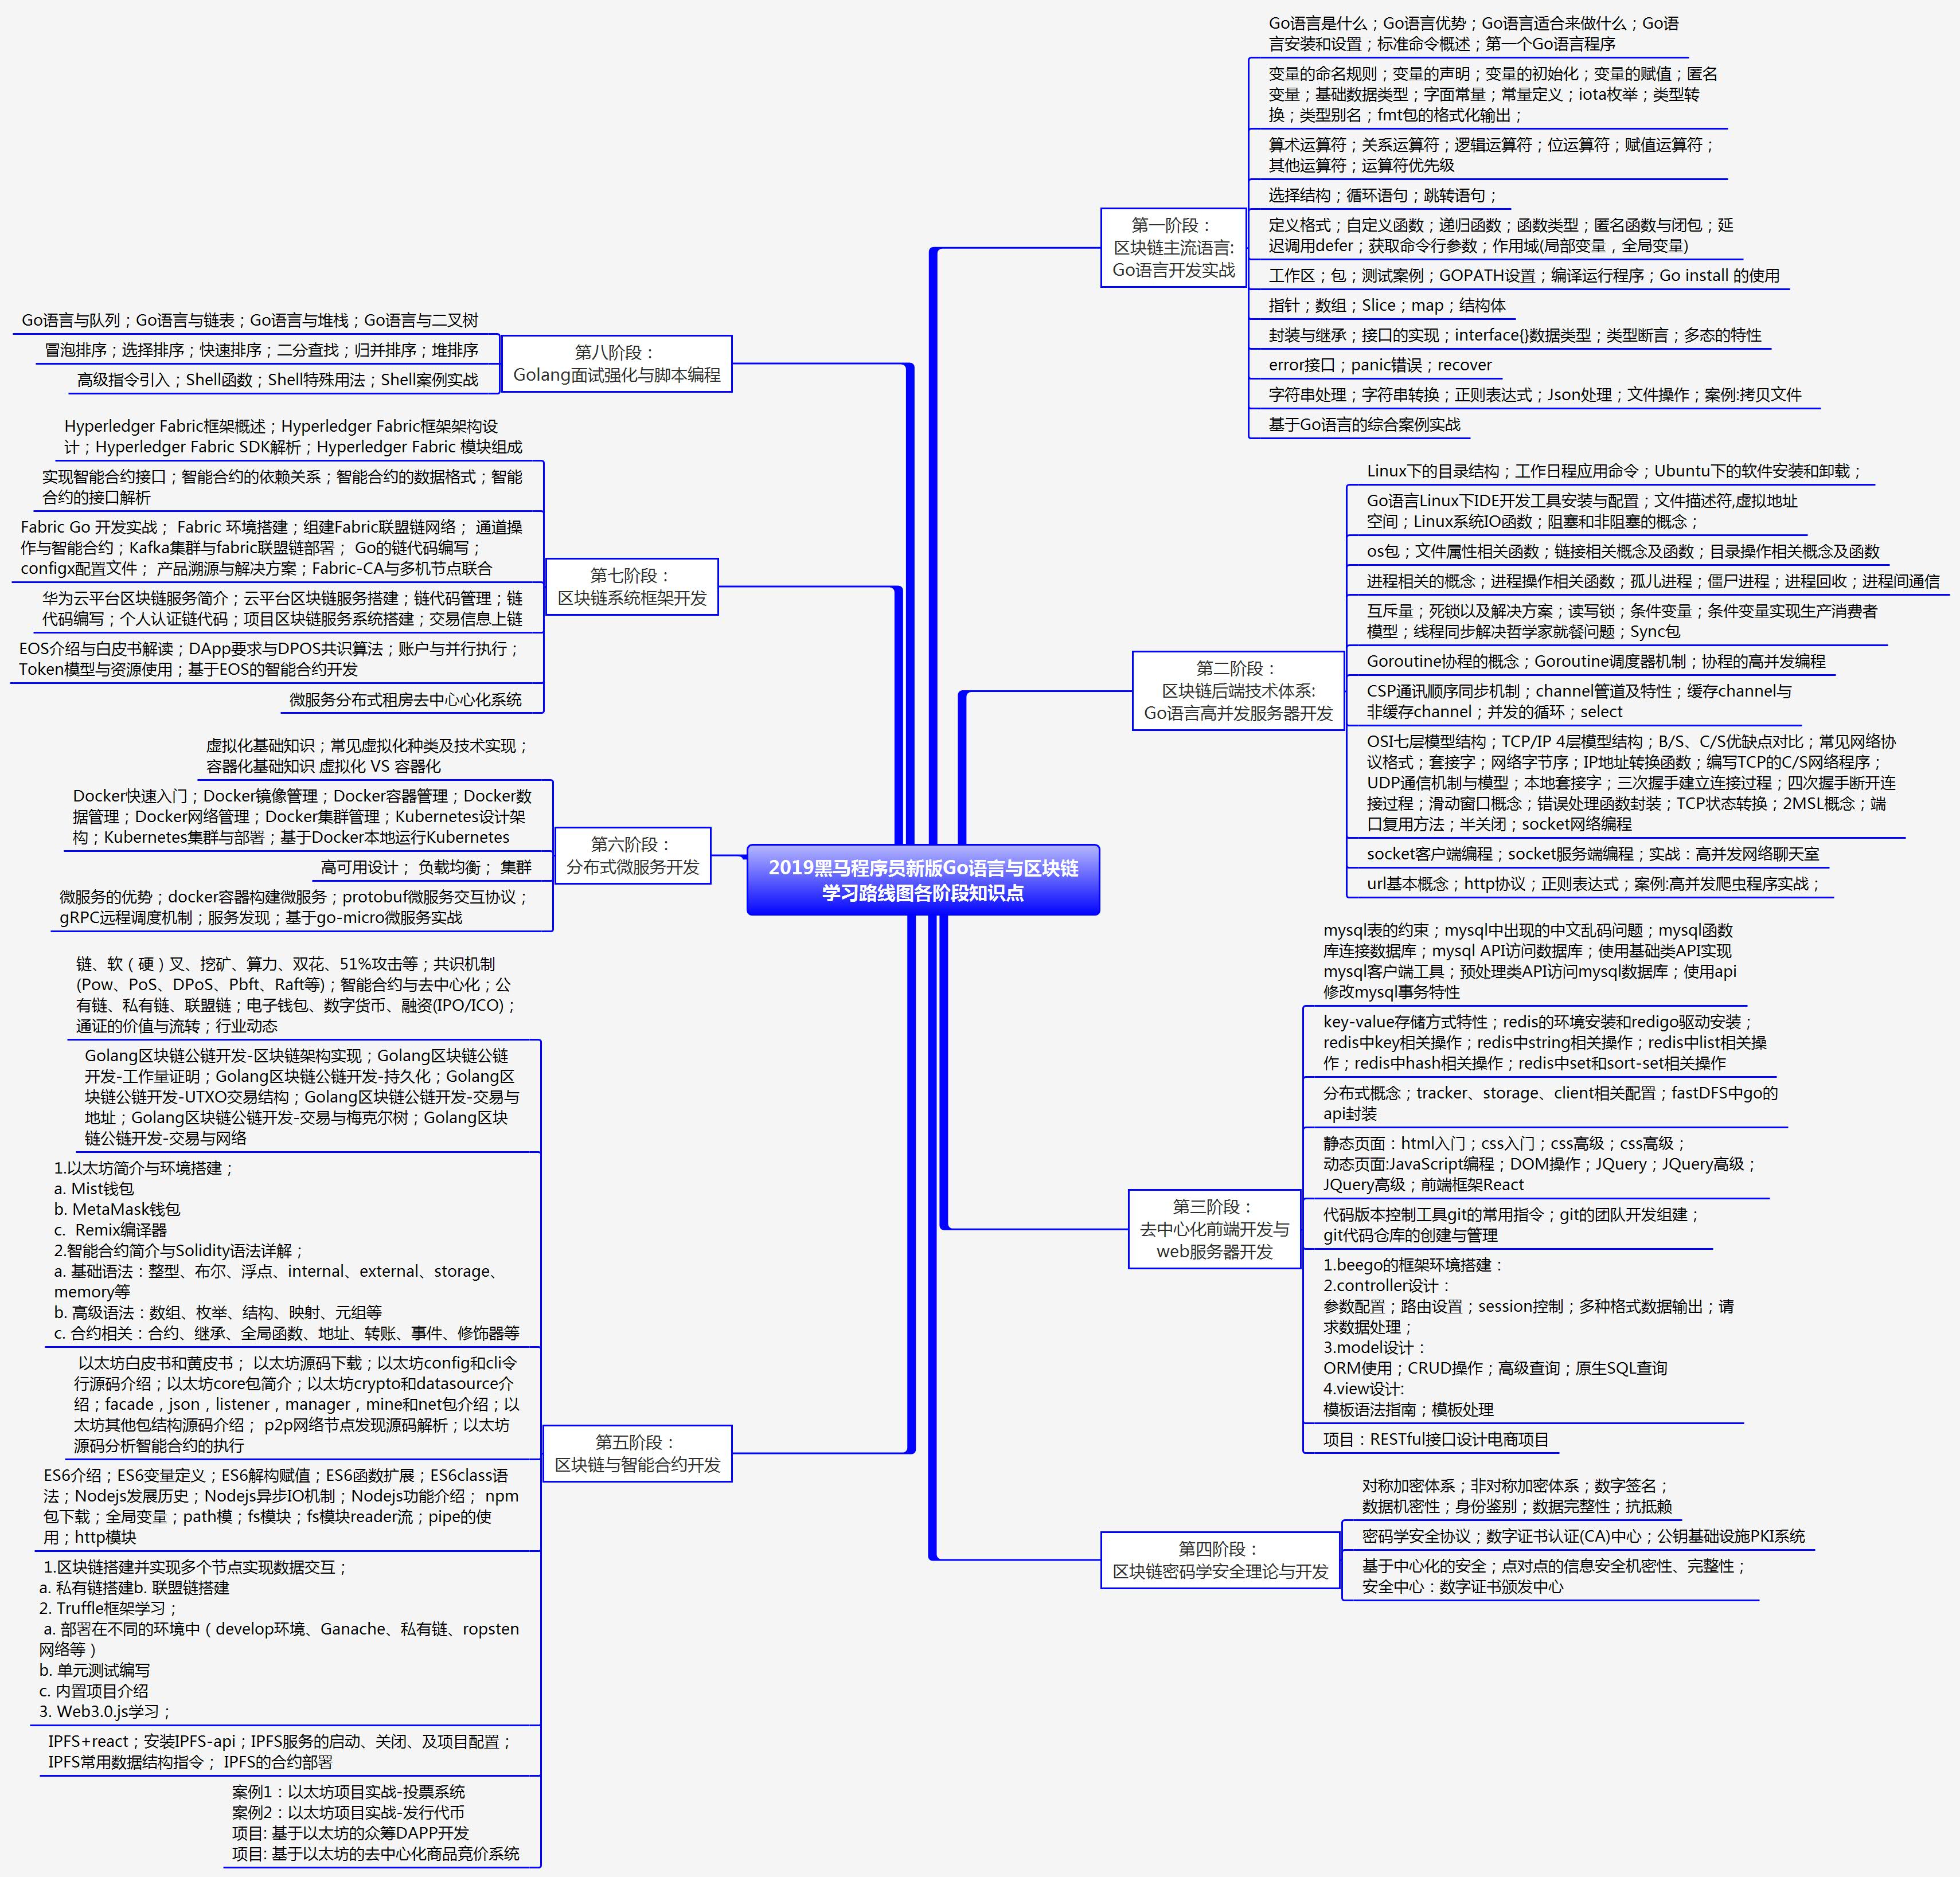 2019黑马程序员新版Go语言与区块链
学习路线图各阶段知识点
第一阶段：
区块链主流语言:
Go语言开发实战
Go语言是什么；Go语言优势；Go语言适合来做什么；Go语
言安装和设置；标准命令概述；第一个Go语言程序
变量的命名规则；变量的声明；变量的初始化；变量的赋值；匿名
变量；基础数据类型；字面常量；常量定义；iota枚举；类型转
换；类型别名；fmt包的格式化输出；
算术运算符；关系运算符；逻辑运算符；位运算符；赋值运算符；
其他运算符；运算符优先级
选择结构；循环语句；跳转语句；
定义格式；自定义函数；递归函数；函数类型；匿名函数与闭包；延
迟调用defer；获取命令行参数；作用域(局部变量，全局变量)
工作区；包；测试案例；GOPATH设置；编译运行程序；Go install 的使用
指针；数组；Slice；map；结构体
封装与继承；接口的实现；interface{}数据类型；类型断言；多态的特性
error接口；panic错误；recover
字符串处理；字符串转换；正则表达式；Json处理；文件操作；案例:拷贝文件
基于Go语言的综合案例实战
第二阶段：
区块链后端技术体系:
Go语言高并发服务器开发
Linux下的目录结构；工作日程应用命令；Ubuntu下的软件安装和卸载；
Go语言Linux下IDE开发工具安装与配置；文件描述符,虚拟地址
空间；Linux系统IO函数；阻塞和非阻塞的概念；
os包；文件属性相关函数；链接相关概念及函数；目录操作相关概念及函数
进程相关的概念；进程操作相关函数；孤儿进程；僵尸进程；进程回收；进程间通信
互斥量；死锁以及解决方案；读写锁；条件变量；条件变量实现生产消费者
模型；线程同步解决哲学家就餐问题；Sync包
Goroutine协程的概念；Goroutine调度器机制；协程的高并发编程
CSP通讯顺序同步机制；channel管道及特性；缓存channel与
非缓存channel；并发的循环；select
OSI七层模型结构；TCP/IP 4层模型结构；B/S、C/S优缺点对比；常见网络协
议格式；套接字；网络字节序；IP地址转换函数；编写TCP的C/S网络程序；
UDP通信机制与模型；本地套接字；三次握手建立连接过程；四次握手断开连
接过程；滑动窗口概念；错误处理函数封装；TCP状态转换；2MSL概念；端
口复用方法；半关闭；socket网络编程
socket客户端编程；socket服务端编程；实战：高并发网络聊天室
url基本概念；http协议；正则表达式；案例:高并发爬虫程序实战；
第三阶段：
去中心化前端开发与
web服务器开发
mysql表的约束；mysql中出现的中文乱码问题；mysql函数
库连接数据库；mysql API访问数据库；使用基础类API实现
mysql客户端工具；预处理类API访问mysql数据库；使用api
修改mysql事务特性
key-value存储方式特性；redis的环境安装和redigo驱动安装；
redis中key相关操作；redis中string相关操作；redis中list相关操
作；redis中hash相关操作；redis中set和sort-set相关操作
分布式概念；tracker、storage、client相关配置；fastDFS中go的
api封装
静态页面：html入门；css入门；css高级；css高级；
动态页面:JavaScript编程；DOM操作；JQuery；JQuery高级；
JQuery高级；前端框架React
代码版本控制工具git的常用指令；git的团队开发组建；
git代码仓库的创建与管理
1.beego的框架环境搭建：
2.controller设计：
参数配置；路由设置；session控制；多种格式数据输出；请
求数据处理；
3.model设计：
ORM使用；CRUD操作；高级查询；原生SQL查询
4.view设计:
模板语法指南；模板处理
项目：RESTful接口设计电商项目
第四阶段：
区块链密码学安全理论与开发
对称加密体系；非对称加密体系；数字签名；
数据机密性；身份鉴别；数据完整性；抗抵赖
密码学安全协议；数字证书认证(CA)中心；公钥基础设施PKI系统
基于中心化的安全；点对点的信息安全机密性、完整性；
安全中心：数字证书颁发中心
第八阶段：
Golang面试强化与脚本编程
Go语言与队列；Go语言与链表；Go语言与堆栈；Go语言与二叉树
冒泡排序；选择排序；快速排序；二分查找；归并排序；堆排序
高级指令引入；Shell函数；Shell特殊用法；Shell案例实战
第七阶段：
区块链系统框架开发
Hyperledger Fabric框架概述；Hyperledger Fabric框架架构设
计；Hyperledger Fabric SDK解析；Hyperledger Fabric 模块组成
实现智能合约接口；智能合约的依赖关系；智能合约的数据格式；智能
合约的接口解析
Fabric Go 开发实战； Fabric 环境搭建；组建Fabric联盟链网络； 通道操
作与智能合约；Kafka集群与fabric联盟链部署； Go的链代码编写；
configx配置文件； 产品溯源与解决方案；Fabric-CA与多机节点联合
华为云平台区块链服务简介；云平台区块链服务搭建；链代码管理；链
代码编写；个人认证链代码；项目区块链服务系统搭建；交易信息上链
EOS介绍与白皮书解读；DApp要求与DPOS共识算法；账户与并行执行；
Token模型与资源使用；基于EOS的智能合约开发
微服务分布式租房去中心心化系统
第六阶段：
分布式微服务开发
虚拟化基础知识；常见虚拟化种类及技术实现；
容器化基础知识 虚拟化 VS 容器化
Docker快速入门；Docker镜像管理；Docker容器管理；Docker数
据管理；Docker网络管理；Docker集群管理；Kubernetes设计架
构；Kubernetes集群与部署；基于Docker本地运行Kubernetes
高可用设计； 负载均衡； 集群
微服务的优势；docker容器构建微服务；protobuf微服务交互协议；
gRPC远程调度机制；服务发现；基于go-micro微服务实战
第五阶段：
区块链与智能合约开发
链、软（硬）叉、挖矿、算力、双花、51%攻击等；共识机制
(Pow、PoS、DPoS、Pbft、Raft等)；智能合约与去中心化；公
有链、私有链、联盟链；电子钱包、数字货币、融资(IPO/ICO)；
通证的价值与流转；行业动态
Golang区块链公链开发-区块链架构实现；Golang区块链公链
开发-工作量证明；Golang区块链公链开发-持久化；Golang区
块链公链开发-UTXO交易结构；Golang区块链公链开发-交易与
地址；Golang区块链公链开发-交易与梅克尔树；Golang区块
链公链开发-交易与网络
1.以太坊简介与环境搭建；
a. Mist钱包
b. MetaMask钱包
c. Remix编译器
2.智能合约简介与Solidity语法详解；
a. 基础语法：整型、布尔、浮点、internal、external、storage、
memory等
b. 高级语法：数组、枚举、结构、映射、元组等
c. 合约相关：合约、继承、全局函数、地址、转账、事件、修饰器等
以太坊白皮书和黄皮书； 以太坊源码下载；以太坊config和cli令
行源码介绍；以太坊core包简介；以太坊crypto和datasource介
绍；facade，json，listener，manager，mine和net包介绍；以
太坊其他包结构源码介绍； p2p网络节点发现源码解析；以太坊
源码分析智能合约的执行
ES6介绍；ES6变量定义；ES6解构赋值；ES6函数扩展；ES6class语
法；Nodejs发展历史；Nodejs异步IO机制；Nodejs功能介绍； npm
包下载；全局变量；path模；fs模块；fs模块reader流；pipe的使
用；http模块
1.区块链搭建并实现多个节点实现数据交互；
a. 私有链搭建b. 联盟链搭建
2. Truffle框架学习；
a. 部署在不同的环境中（develop环境、Ganache、私有链、ropsten
网络等）
b. 单元测试编写
c. 内置项目介绍
3. Web3.0.js学习；
IPFS+react；安装IPFS-api；IPFS服务的启动、关闭、及项目配置；
IPFS常用数据结构指令； IPFS的合约部署
案例1：以太坊项目实战-投票系统
案例2：以太坊项目实战-发行代币
项目: 基于以太坊的众筹DAPP开发
项目: 基于以太坊的去中心化商品竞价系统